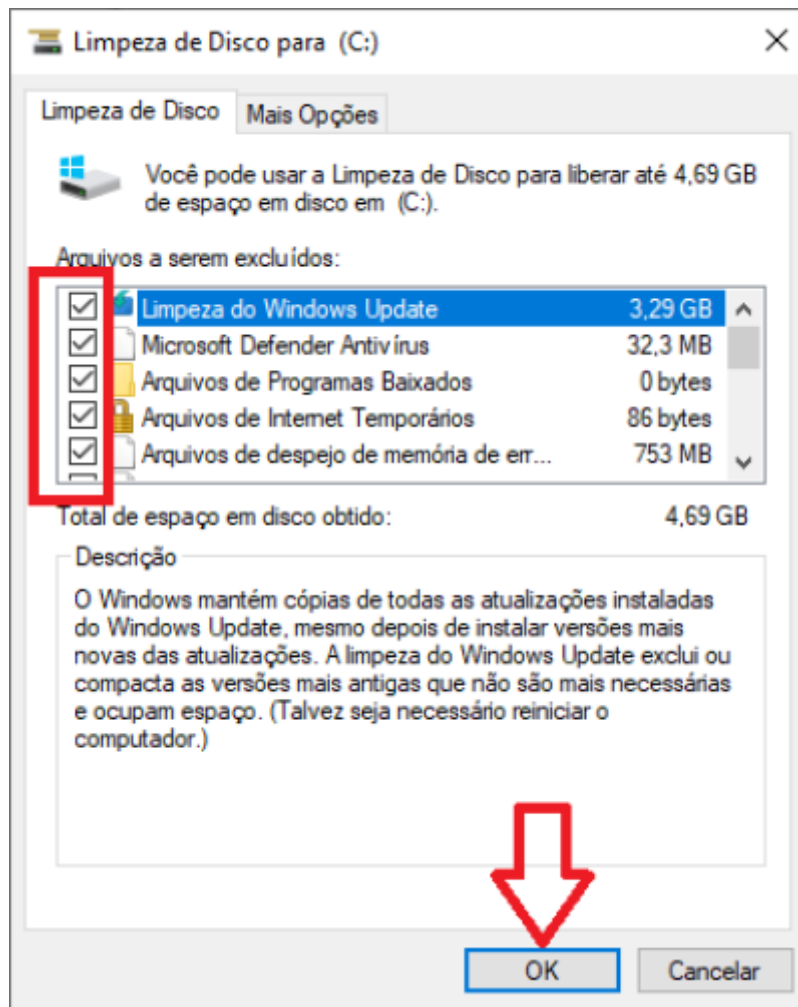 Limpeza de Disco para (C:)
Limpeza de Disco
Mais Opções
Você pode usar a Limpeza de Disco para liberar até 4,69 GB
de espaço em disco em (C:).
Arquivos a serem excluídos:
Limpeza do Windows Update 3,29 GB
Microsoft Defender Antivírus 32,3 MB
Arquivos de Programas Baixados 0 bytes
Arquivos de Internet Temporários 86 bytes
Arquivos de despejo de memória de err... 753 MB
Total de espaço em disco obtido: 4,69 GB
Descrição
O Windows mantém cópias de todas as atualizações instaladas
do Windows Update, mesmo depois de instalar versões mais
novas das atualizações. A limpeza do Windows Update exclui ou
compacta as versões mais antigas que não são mais necessárias
e ocupam espaço. (Talvez seja necessário reiniciar o
computador.)
OK
Cancelar